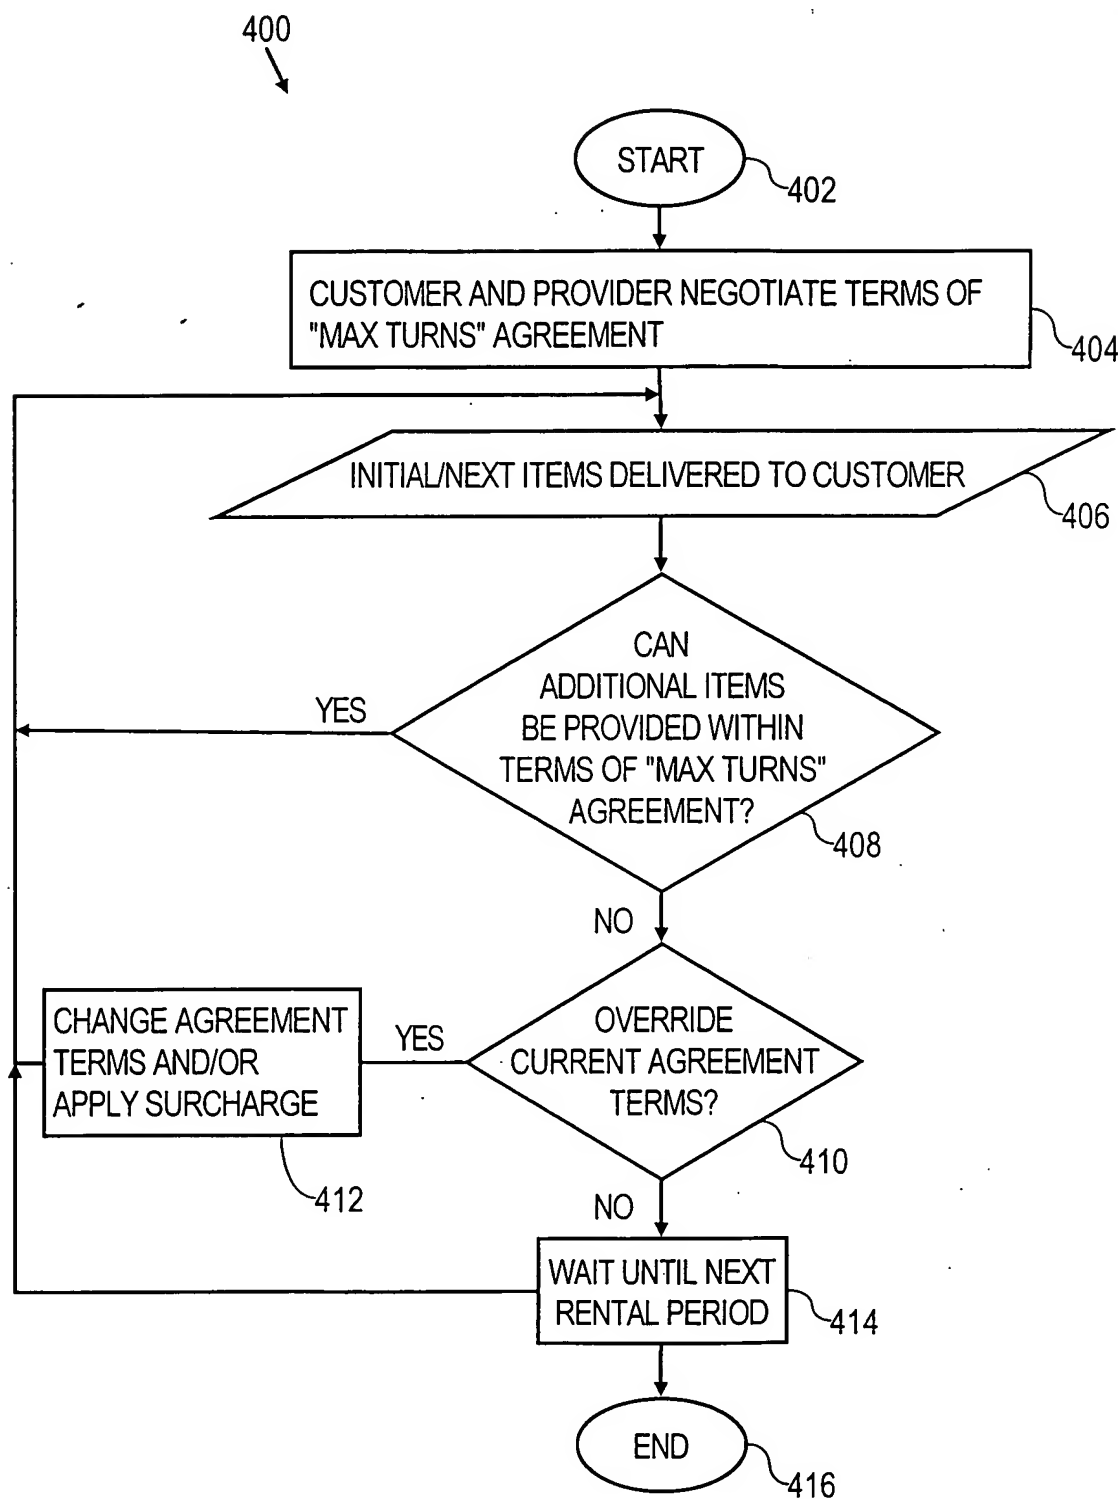 400
START
402
CUSTOMER AND PROVIDER NEGOTIATE TERMS OF
"MAX TURNS" AGREEMENT
404
INITIAL/NEXT ITEMS DELIVERED TO CUSTOMER
406
CAN
ADDITIONAL ITEMS
BE PROVIDED WITHIN
TERMS OF "MAX TURNS"
AGREEMENT?
YES
408
NO
OVERRIDE
CURRENT AGREEMENT
TERMS?
YES
410
CHANGE AGREEMENT
TERMS AND/OR
APPLY SURCHARGE
412
NO
WAIT UNTIL NEXT
RENTAL PERIOD
414
END
416